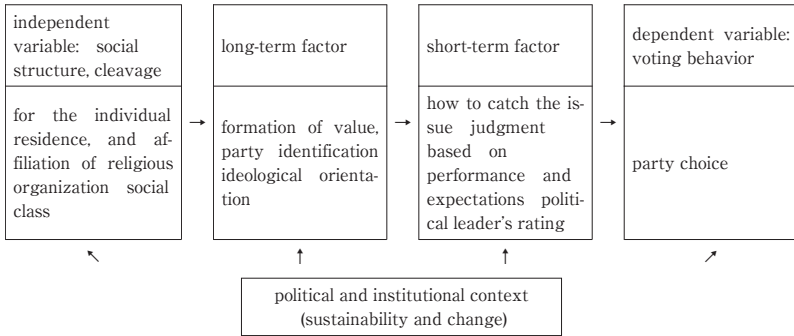 independent
variable: social
structure, cleavage
for the individual
residence, and af-
filiation of religious
organization social
class
long-term factor
formation of value,
party identification
ideological orienta-
tion
short-term factor
how to catch the is-
sue judgment
based on
performance and
expectations politi-
cal leader's rating
dependent variable:
voting behavior
party choice
political and institutional context
(sustainability and change)